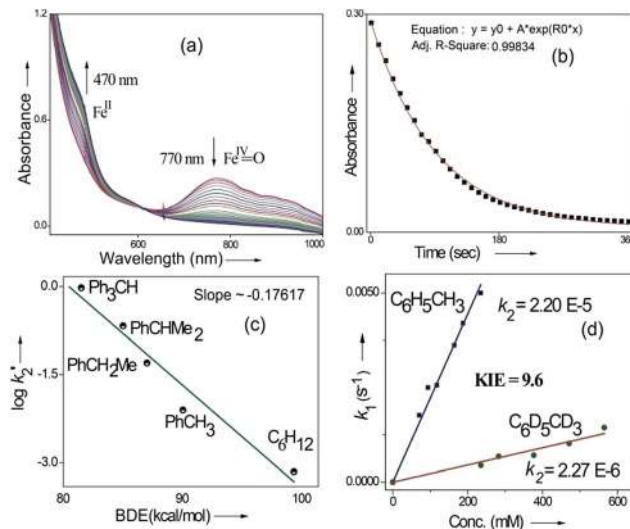 (a)
1.2
0.6
0.0
Absorbance
470 nm
Fe^II
770 nm
Fe^IV=O
600
800
1000
Wavelength (nm)
0.30
0.00
Absorbance
Equation : y = y0 + A*exp(R0*x)
Adj. R-Square: 0.99834
(b)
0
180
36
Time (sec)
0.0
-1.5
-3.0
log k₂'
Ph₃CH
PhCHMe₂
PhCH₂Me
PhCH₃
C₆H₁₂
Slope ~ -0.17617
(c)
80
90
100
BDE(kcal/mol)
0.0050
0.0000
k₁ (s⁻¹)
C₆H₅CH₃
k₂ = 2.20 E-5
(d)
KIE = 9.6
C₆D₅CD₃
k₂ = 2.27 E-6
0
200
400
600
Conc. (mM)